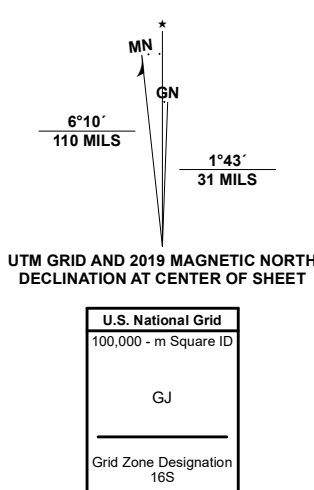 ★
MN
GN
6°10´
110 MILS
1°43´
31 MILS
UTM GRID AND 2019 MAGNETIC NORTH
DECLINATION AT CENTER OF SHEET
U.S. National Grid
100,000 - m Square ID
GJ
Grid Zone Designation
16S